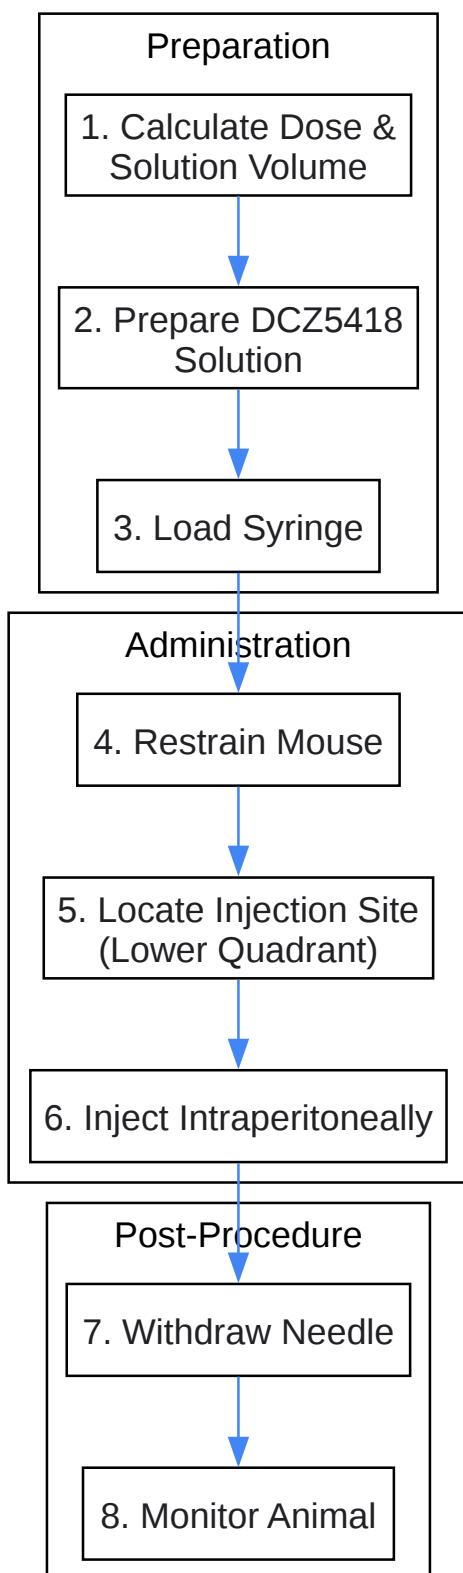 Preparation
1. Calculate Dose &
Solution Volume
2. Prepare DCZ5418
Solution
3. Load Syringe
Administration
4. Restrain Mouse
5. Locate Injection Site
(Lower Quadrant)
6. Inject Intraperitoneally
Post-Procedure
7. Withdraw Needle
8. Monitor Animal